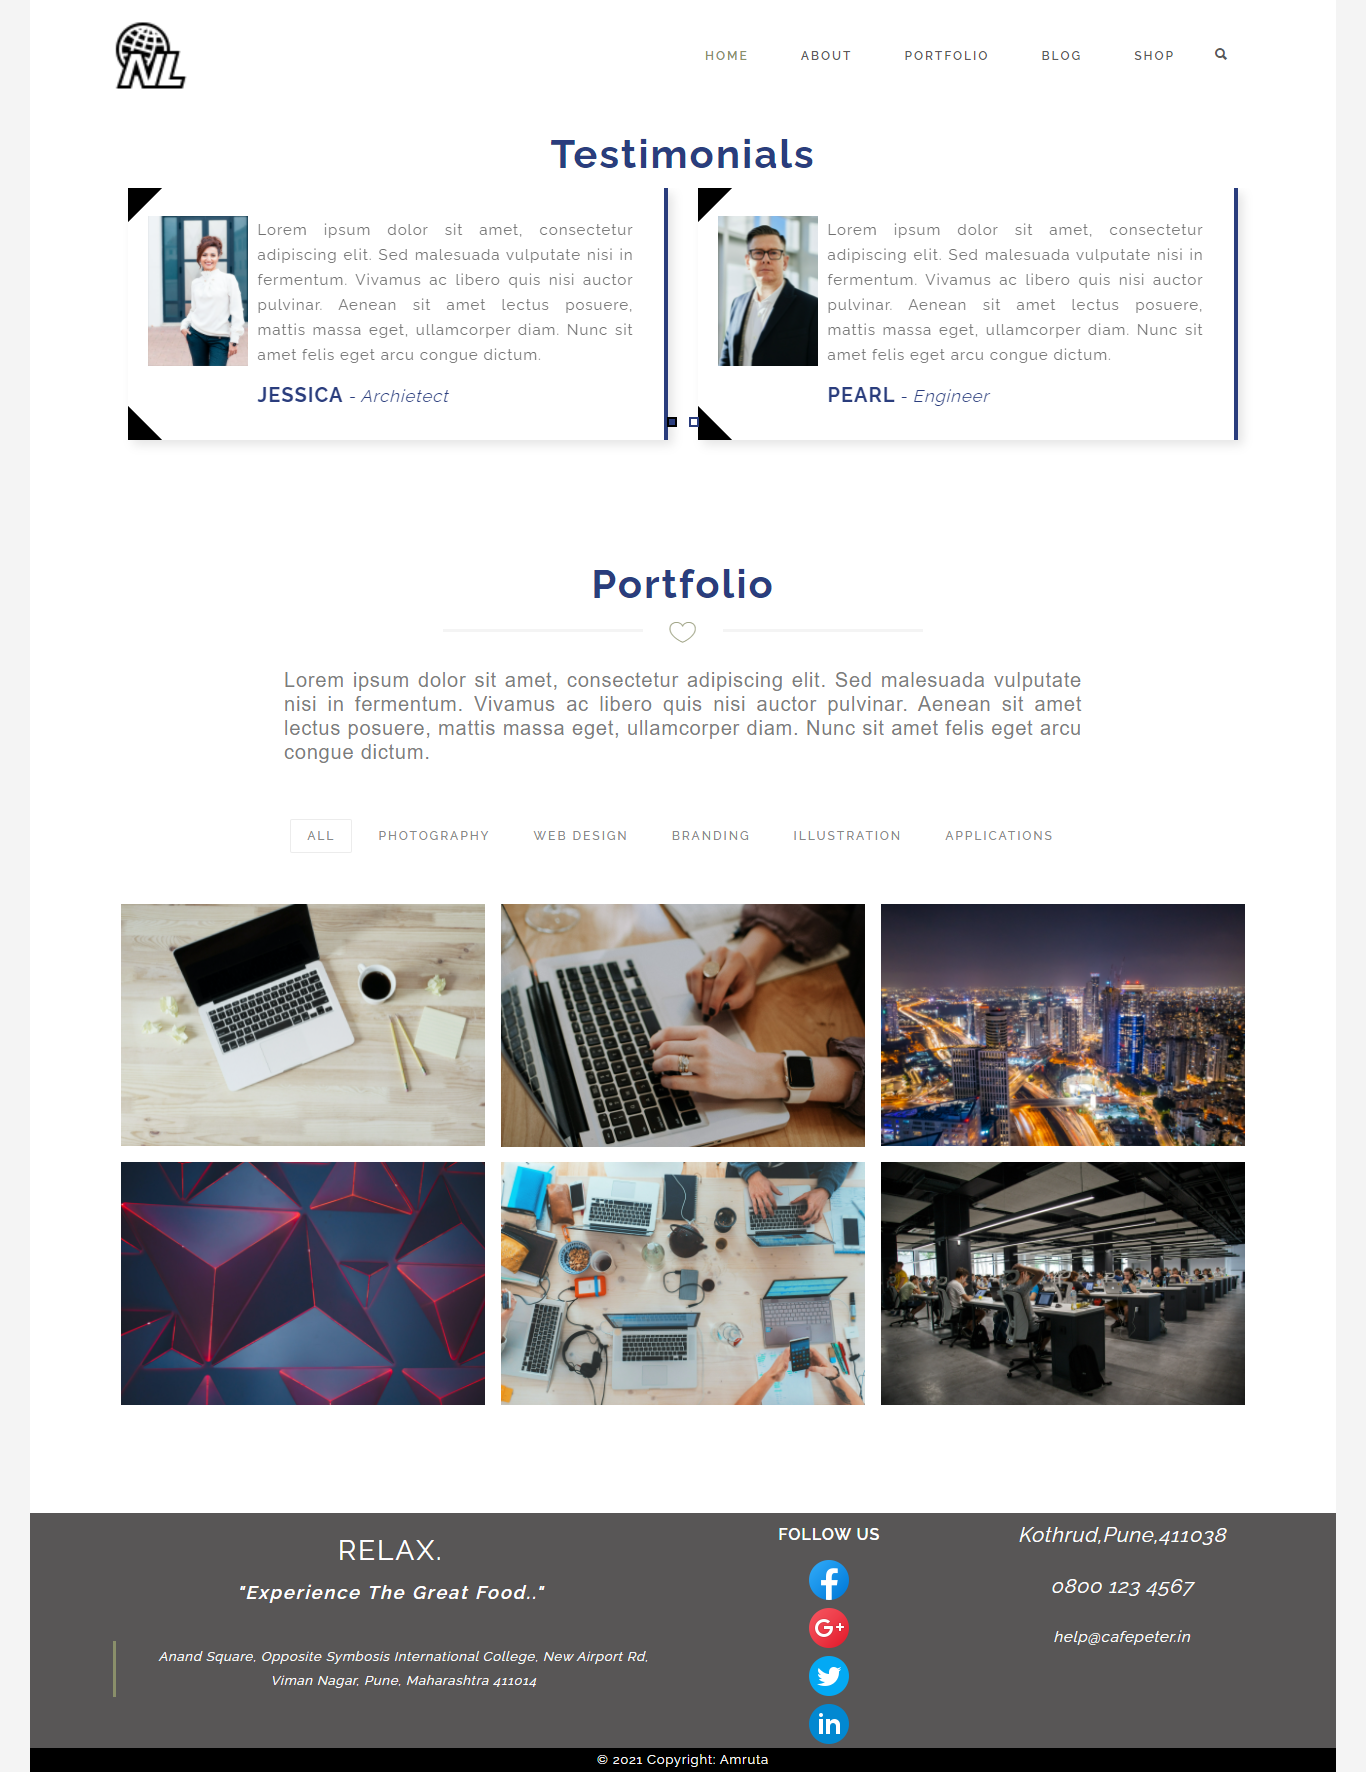 NL
HOME ABOUT PORTFOLIO BLOG SHOP
Testimonials
Lorem ipsum dolor sit amet, consectetur
adipiscing elit. Sed malesuada vulputate nisi in
fermentum. Vivamus ac libero quis nisi auctor
pulvinar. Aenean sit amet lectus posuere,
mattis massa eget, ullamcorper diam. Nunc sit
amet felis eget arcu congue dictum.
JESSICA - Archietect
Lorem ipsum dolor sit amet, consectetur
adipiscing elit. Sed malesuada vulputate nisi in
fermentum. Vivamus ac libero quis nisi auctor
pulvinar. Aenean sit amet lectus posuere,
mattis massa eget, ullamcorper diam. Nunc sit
amet felis eget arcu congue dictum.
PEARL - Engineer
Portfolio
Lorem ipsum dolor sit amet, consectetur adipiscing elit. Sed malesuada vulputate
nisi in fermentum. Vivamus ac libero quis nisi auctor pulvinar. Aenean sit amet
lectus posuere, mattis massa eget, ullamcorper diam. Nunc sit amet felis eget arcu
congue dictum.
ALL PHOTOGRAPHY WEB DESIGN BRANDING ILLUSTRATION APPLICATIONS
RELAX.
"Experience The Great Food.."
Anand Square, Opposite Symbosis International College, New Airport Rd,
Viman Nagar, Pune, Maharashtra 411014
FOLLOW US
f
G+
in
Kothrud,Pune,411038
0800 123 4567
help@cafepeter.in
© 2021 Copyright: Amruta